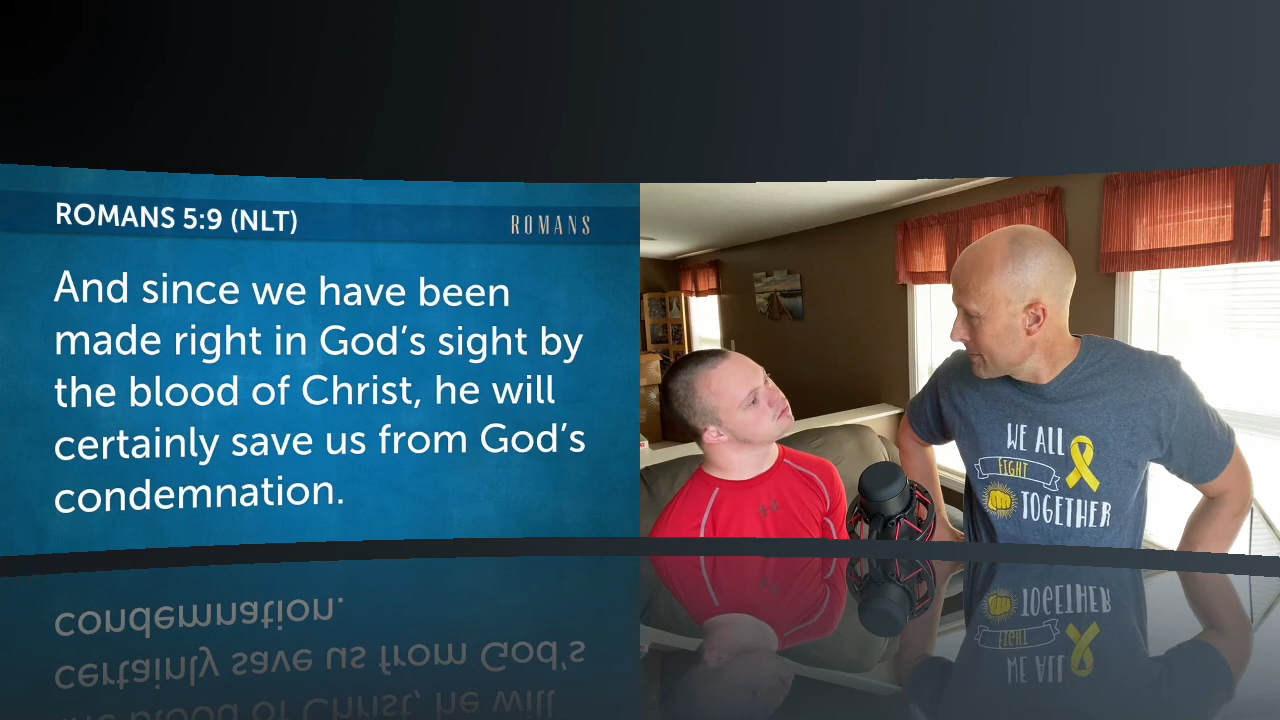 ROMANS 5:9 (NLT)
ROMANS
And since we have been
made right in God's sight by
the blood of Christ, he will
certainly save us from God's
condemnation.
WE ALL
FIGHT
TOGETHER